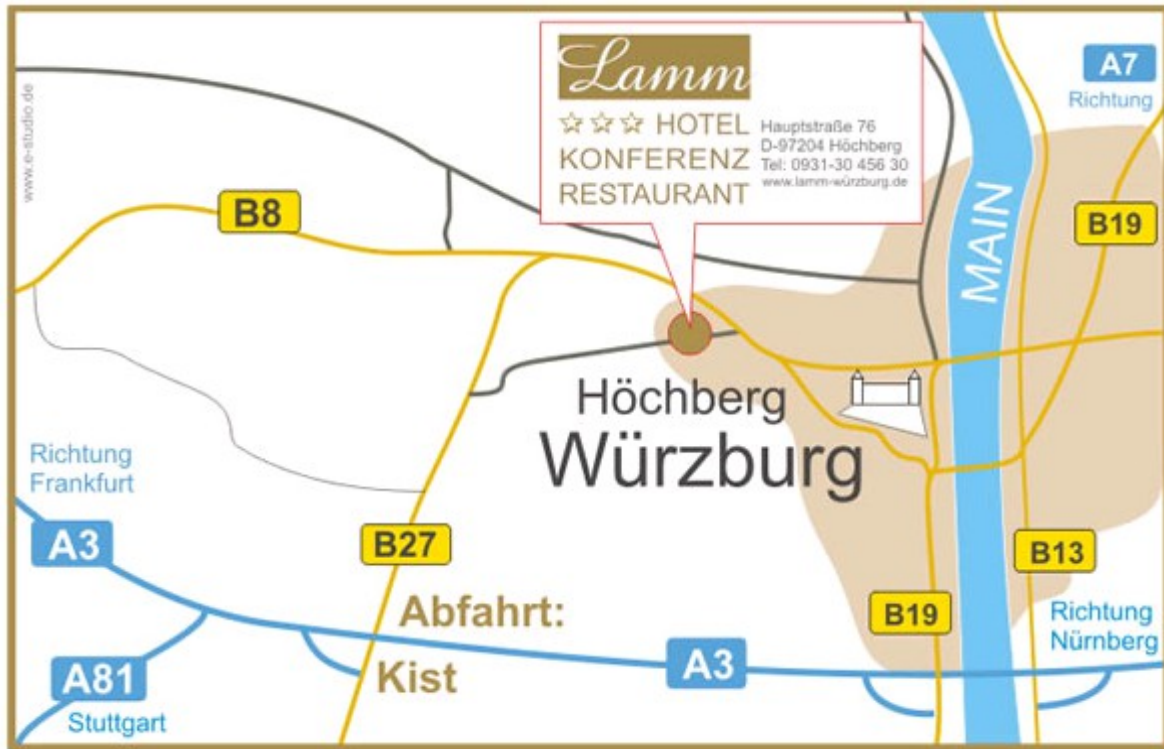 www.e-studio.de
Lamm
☆☆☆ HOTEL
KONFERENZ
RESTAURANT
Hauptstraße 76
D-97204 Höchberg
Tel: 0931-30 456 30
www.lamm-würzburg.de
A7
Richtung
B8
B19
MAIN
Höchberg
Würzburg
Richtung
Frankfurt
A3
B27
B13
Abfahrt:
Kist
B19
Richtung
Nürnberg
A3
A81
Stuttgart